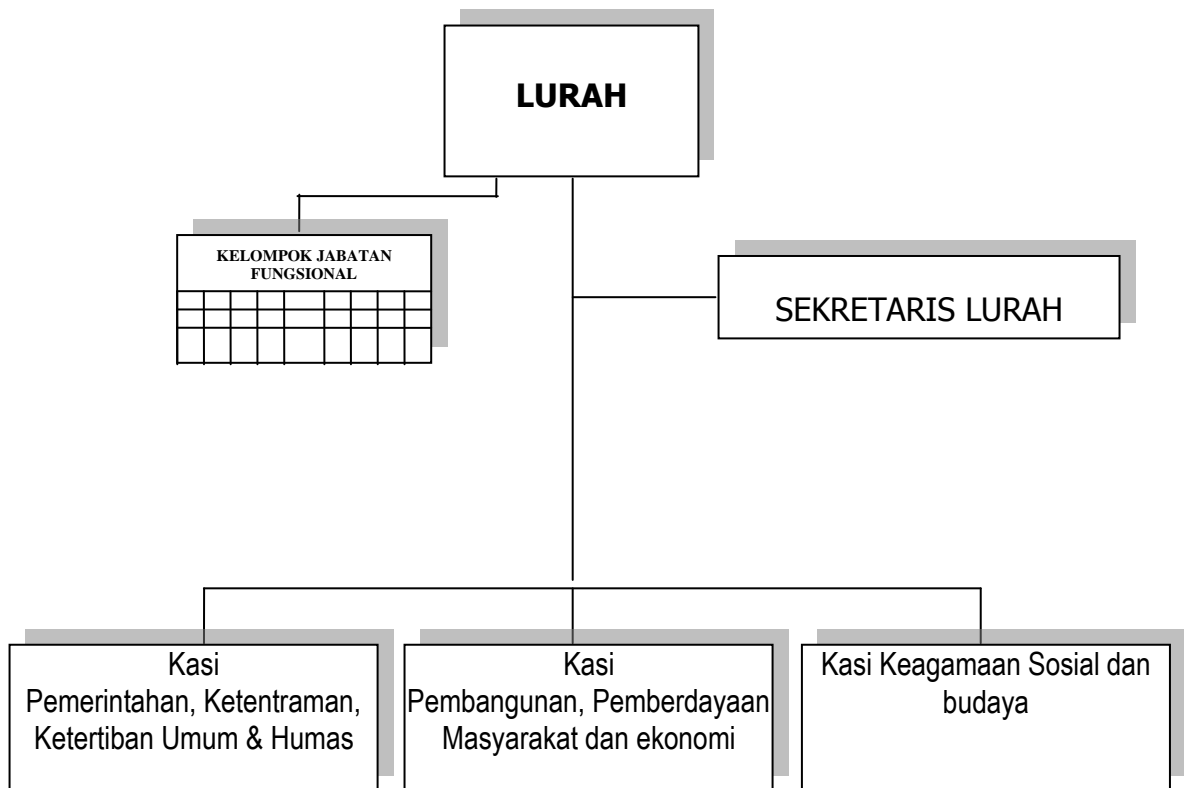 LURAH
KELOMPOK JABATAN
FUNGSIONAL
SEKRETARIS LURAH
Kasi
Pemerintahan, Ketentraman,
Ketertiban Umum & Humas
Kasi
Pembangunan, Pemberdayaan
Masyarakat dan ekonomi
Kasi Keagamaan Sosial dan
budaya